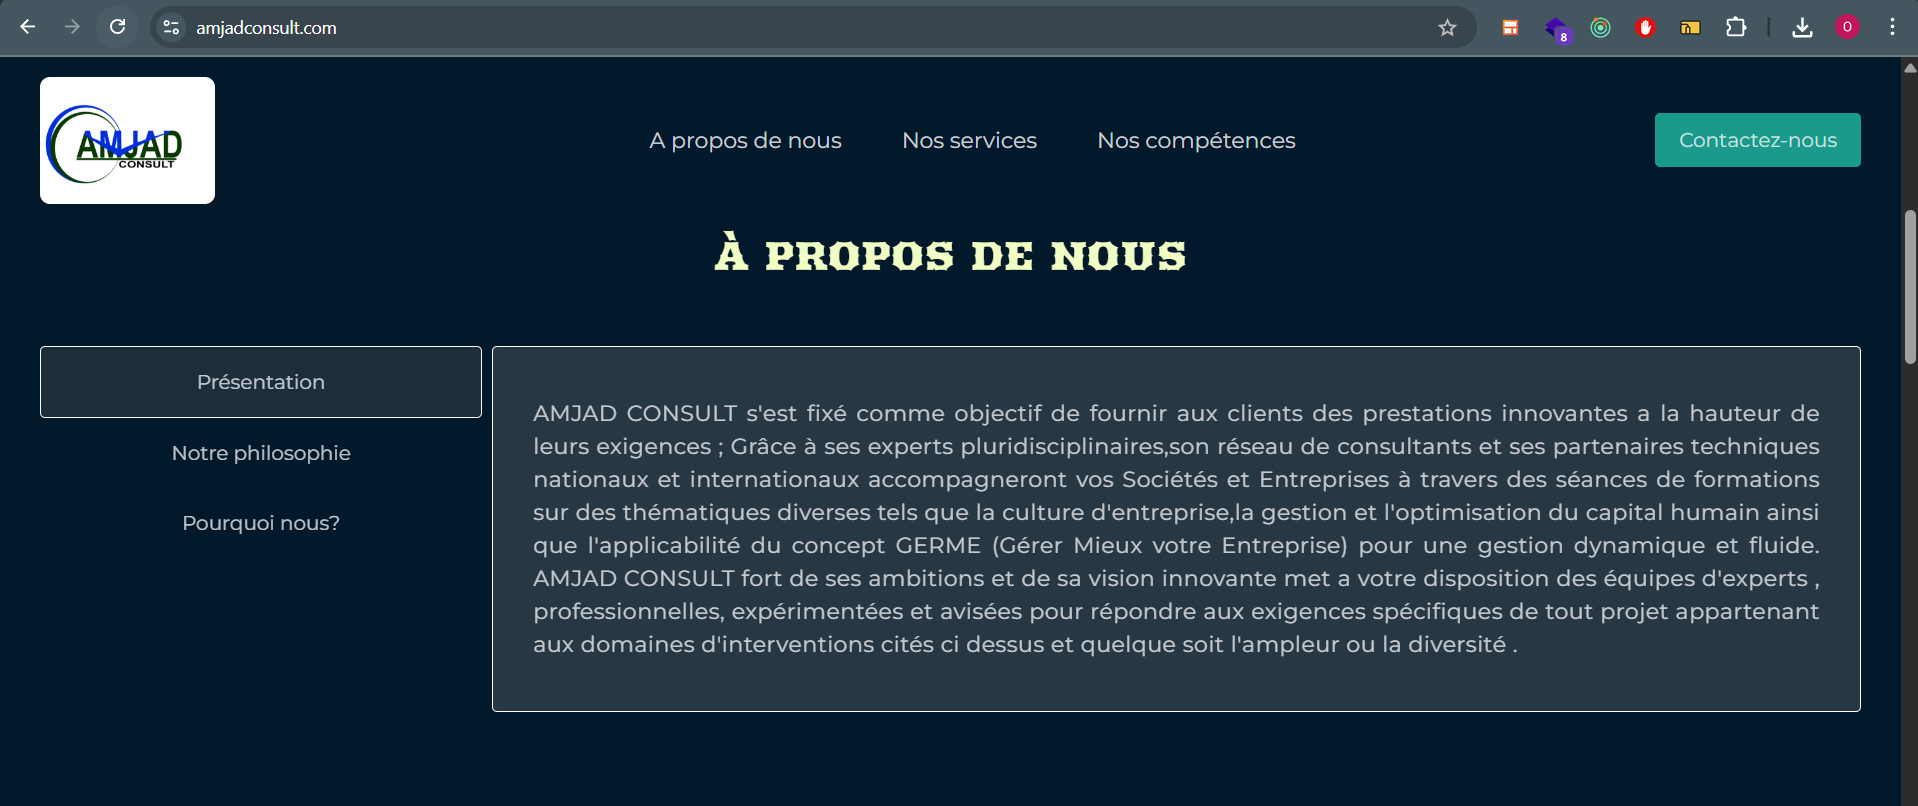 amjadconsult.com
8
O
AMJAD
CONSULT
A propos de nous
Nos services
Nos compétences
Contactez-nous
À PROPOS DE NOUS
Présentation
Notre philosophie
Pourquoi nous?
AMJAD CONSULT s'est fixé comme objectif de fournir aux clients des prestations innovantes a la hauteur de
leurs exigences ; Grâce à ses experts pluridisciplinaires,son réseau de consultants et ses partenaires techniques
nationaux et internationaux accompagneront vos Sociétés et Entreprises à travers des séances de formations
sur des thématiques diverses tels que la culture d'entreprise,la gestion et l'optimisation du capital humain ainsi
que l'applicabilité du concept GERME (Gérer Mieux votre Entreprise) pour une gestion dynamique et fluide.
AMJAD CONSULT fort de ses ambitions et de sa vision innovante met a votre disposition des équipes d'experts ,
professionnelles, expérimentées et avisées pour répondre aux exigences spécifiques de tout projet appartenant
aux domaines d'interventions cités ci dessus et quelque soit l'ampleur ou la diversité .